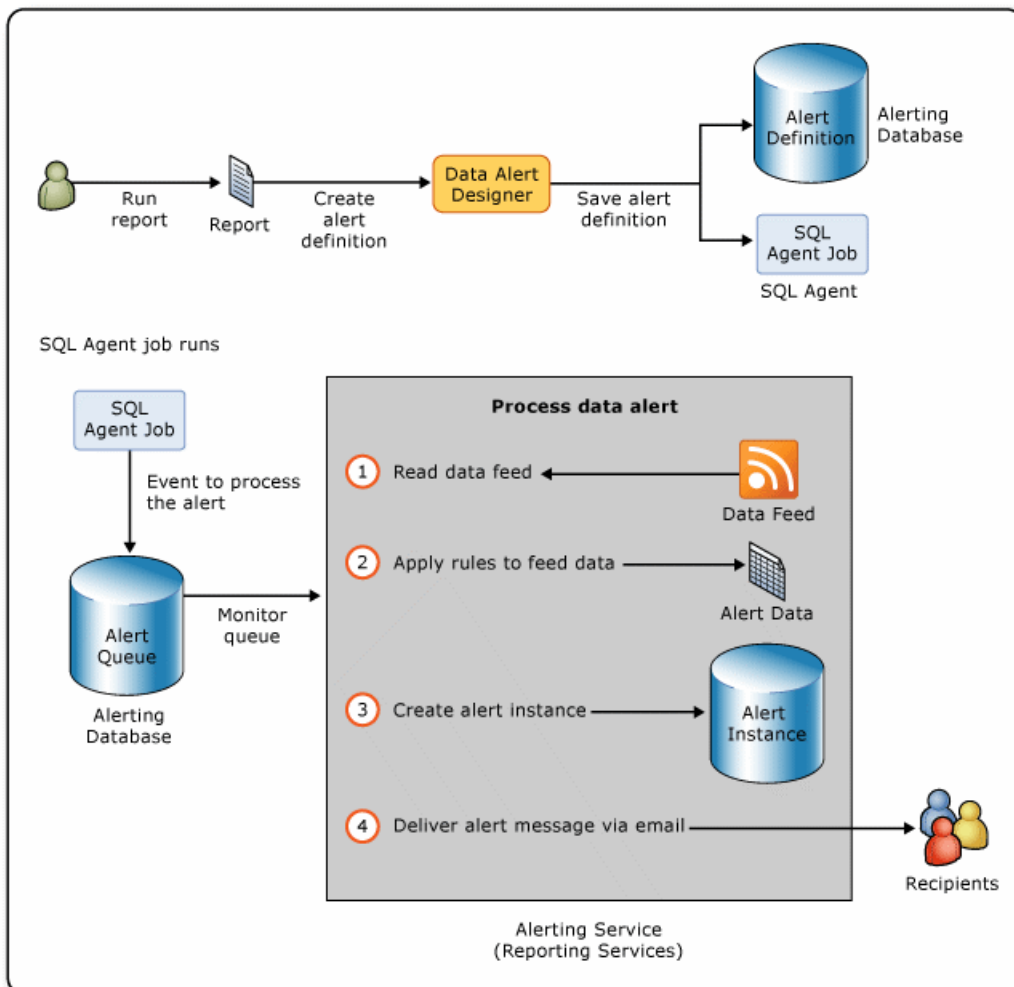 Run
report
Report
Create
alert
definition
Data Alert
Designer
Save alert
definition
Alert
Definition
Alerting
Database
SQL
Agent Job
SQL Agent
SQL Agent job runs
SQL
Agent Job
Event to process
the alert
Alert
Queue
Alerting
Database
Monitor
queue
Process data alert
1 Read data feed
Data Feed
2 Apply rules to feed data
Alert Data
3 Create alert instance
Alert
Instance
4 Deliver alert message via email
Recipients
Alerting Service
(Reporting Services)